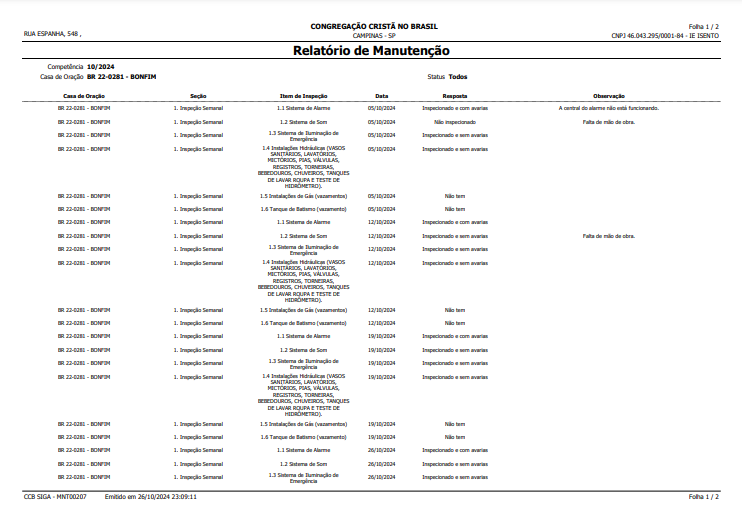 CONGREGAÇÃO CRISTÃ NO BRASIL
Folha 1 / 2
RUA ESPANHA, 548 ,
CAMPINAS - SP
CNPJ 46.043.295/0001-84 - IE ISENTO
Relatório de Manutenção
Competência 10/2024
Casa de Oração BR 22-0281 - BONFIM
Status Todos
Casa de Oração Seção Item de Inspeção Data Resposta Observação
BR 22-0281 - BONFIM 1. Inspeção Semanal 1.1 Sistema de Alarme 05/10/2024 Inspecionado e com avarias A central do alarme não está funcionando.
BR 22-0281 - BONFIM 1. Inspeção Semanal 1.2 Sistema de Som 05/10/2024 Não inspecionado Falta de mão de obra.
BR 22-0281 - BONFIM 1. Inspeção Semanal 1.3 Sistema de Iluminação de 05/10/2024 Inspecionado e sem avarias
Emergência
BR 22-0281 - BONFIM 1. Inspeção Semanal 1.4 Instalações Hidráulicas (VASOS 05/10/2024 Inspecionado e sem avarias
SANITÁRIOS, LAVATÓRIOS,
MICTÓRIOS, PIAS, VÁLVULAS,
REGISTROS, TORNEIRAS,
BEBEDOUROS, CHUVEIROS, TANQUES
DE LAVAR ROUPA E TESTE DE
HIDRÔMETRO).
BR 22-0281 - BONFIM 1. Inspeção Semanal 1.5 Instalações de Gás (vazamentos) 05/10/2024 Não tem
BR 22-0281 - BONFIM 1. Inspeção Semanal 1.6 Tanque de Batismo (vazamento) 05/10/2024 Não tem
BR 22-0281 - BONFIM 1. Inspeção Semanal 1.1 Sistema de Alarme 12/10/2024 Inspecionado e com avarias
BR 22-0281 - BONFIM 1. Inspeção Semanal 1.2 Sistema de Som 12/10/2024 Inspecionado e sem avarias Falta de mão de obra.
BR 22-0281 - BONFIM 1. Inspeção Semanal 1.3 Sistema de Iluminação de 12/10/2024 Inspecionado e sem avarias
Emergência
BR 22-0281 - BONFIM 1. Inspeção Semanal 1.4 Instalações Hidráulicas (VASOS 12/10/2024 Inspecionado e sem avarias
SANITÁRIOS, LAVATÓRIOS,
MICTÓRIOS, PIAS, VÁLVULAS,
REGISTROS, TORNEIRAS,
BEBEDOUROS, CHUVEIROS, TANQUES
DE LAVAR ROUPA E TESTE DE
HIDRÔMETRO).
BR 22-0281 - BONFIM 1. Inspeção Semanal 1.5 Instalações de Gás (vazamentos) 12/10/2024 Não tem
BR 22-0281 - BONFIM 1. Inspeção Semanal 1.6 Tanque de Batismo (vazamento) 12/10/2024 Não tem
BR 22-0281 - BONFIM 1. Inspeção Semanal 1.1 Sistema de Alarme 19/10/2024 Inspecionado e com avarias
BR 22-0281 - BONFIM 1. Inspeção Semanal 1.2 Sistema de Som 19/10/2024 Inspecionado e sem avarias
BR 22-0281 - BONFIM 1. Inspeção Semanal 1.3 Sistema de Iluminação de 19/10/2024 Inspecionado e sem avarias
Emergência
BR 22-0281 - BONFIM 1. Inspeção Semanal 1.4 Instalações Hidráulicas (VASOS 19/10/2024 Inspecionado e sem avarias
SANITÁRIOS, LAVATÓRIOS,
MICTÓRIOS, PIAS, VÁLVULAS,
REGISTROS, TORNEIRAS,
BEBEDOUROS, CHUVEIROS, TANQUES
DE LAVAR ROUPA E TESTE DE
HIDRÔMETRO).
BR 22-0281 - BONFIM 1. Inspeção Semanal 1.5 Instalações de Gás (vazamentos) 19/10/2024 Não tem
BR 22-0281 - BONFIM 1. Inspeção Semanal 1.6 Tanque de Batismo (vazamento) 19/10/2024 Não tem
BR 22-0281 - BONFIM 1. Inspeção Semanal 1.1 Sistema de Alarme 26/10/2024 Inspecionado e com avarias
BR 22-0281 - BONFIM 1. Inspeção Semanal 1.2 Sistema de Som 26/10/2024 Inspecionado e sem avarias
BR 22-0281 - BONFIM 1. Inspeção Semanal 1.3 Sistema de Iluminação de 26/10/2024 Inspecionado e sem avarias
Emergência
CCB SIGA - MNT00207 Emitido em 26/10/2024 23:09:11 Folha 1 / 2